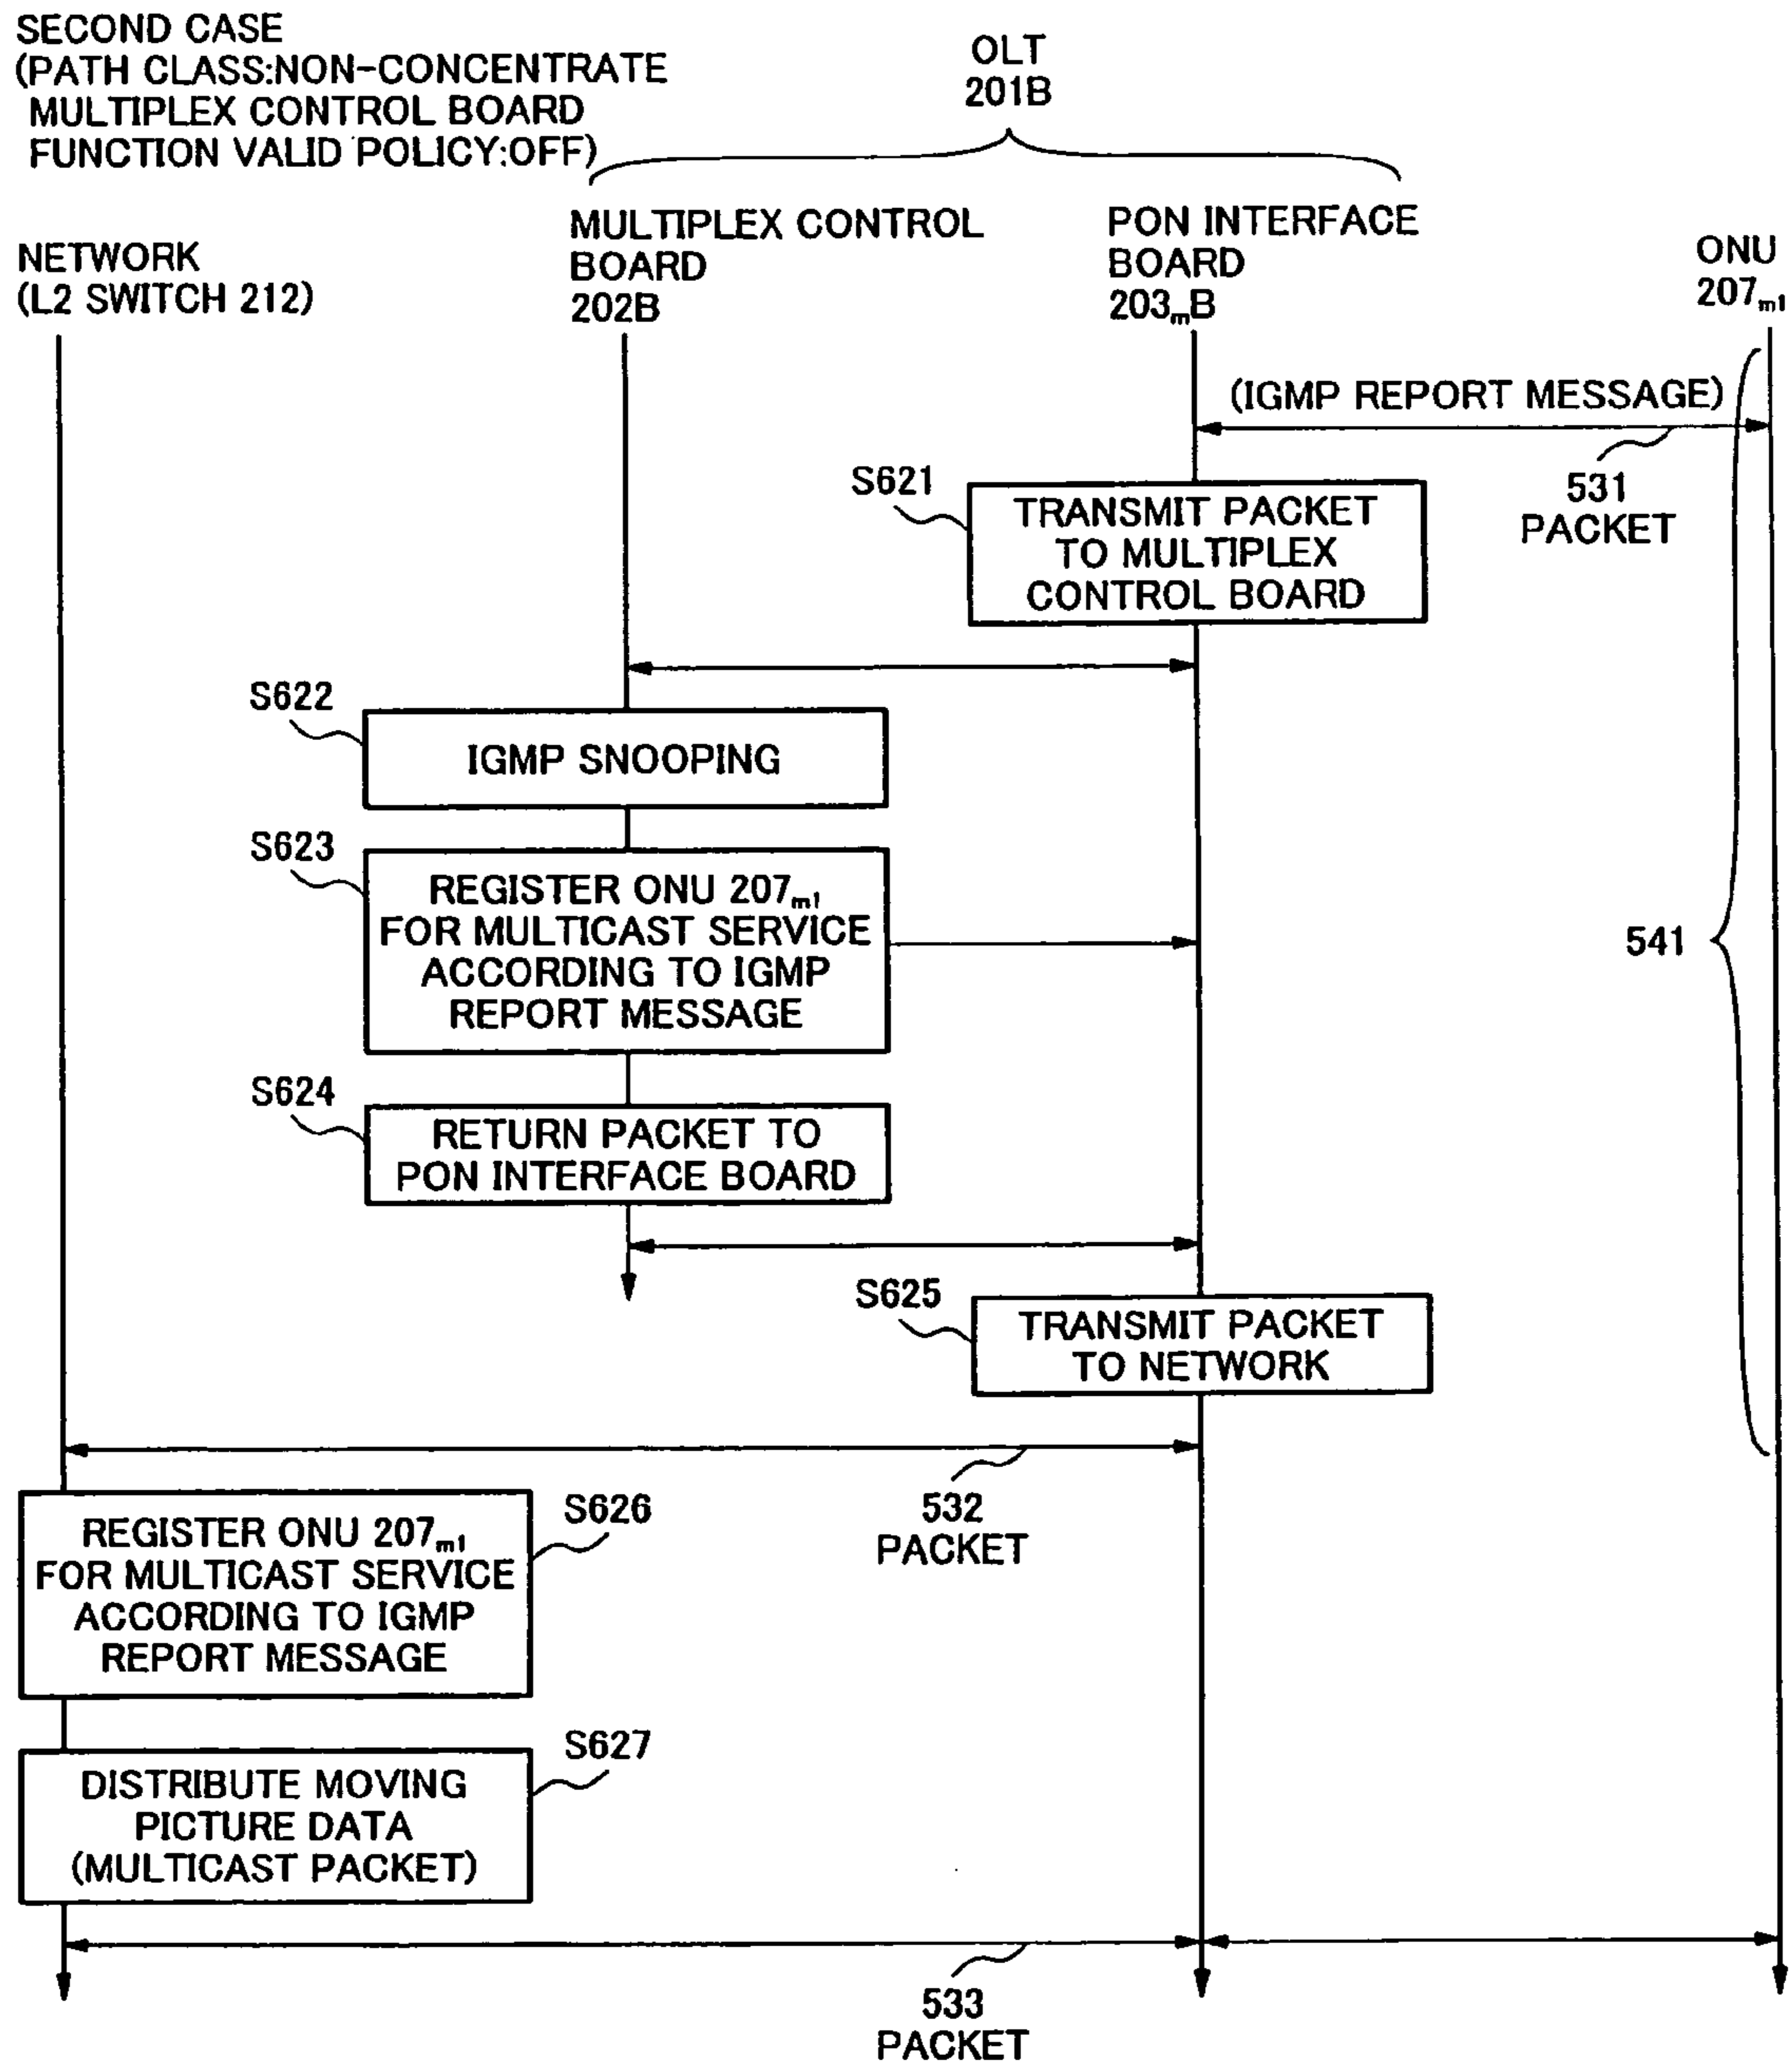 SECOND CASE
(PATH CLASS:NON-CONCENTRATE
MULTIPLEX CONTROL BOARD
FUNCTION VALID POLICY:OFF)
OLT
201B
NETWORK
(L2 SWITCH 212)
MULTIPLEX CONTROL
BOARD
202B
PON INTERFACE
BOARD
203mB
ONU
207m1
(IGMP REPORT MESSAGE)
531
PACKET
S621
TRANSMIT PACKET
TO MULTIPLEX
CONTROL BOARD
S622
IGMP SNOOPING
S623
REGISTER ONU 207m1
FOR MULTICAST SERVICE
ACCORDING TO IGMP
REPORT MESSAGE
541
S624
RETURN PACKET TO
PON INTERFACE BOARD
S625
TRANSMIT PACKET
TO NETWORK
532
PACKET
S626
REGISTER ONU 207m1
FOR MULTICAST SERVICE
ACCORDING TO IGMP
REPORT MESSAGE
S627
DISTRIBUTE MOVING
PICTURE DATA
(MULTICAST PACKET)
533
PACKET